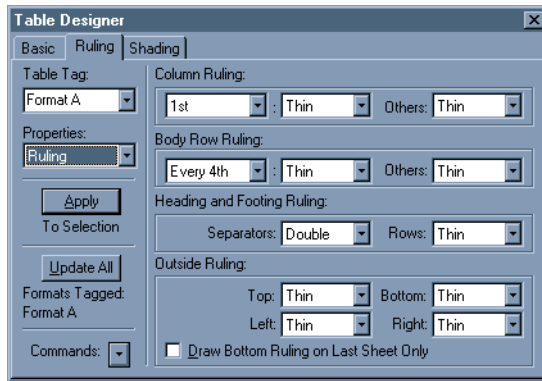 Table Designer
Basic Ruling Shading
Table Tag:
Format A
Properties:
Ruling
Apply
To Selection
Update All
Formats Tagged:
Format A
Commands:
Column Ruling:
1st : Thin Others: Thin
Body Row Ruling:
Every 4th : Thin Others: Thin
Heading and Footing Ruling:
Separators: Double Rows: Thin
Outside Ruling:
Top: Thin Bottom: Thin
Left: Thin Right: Thin
Draw Bottom Ruling on Last Sheet Only